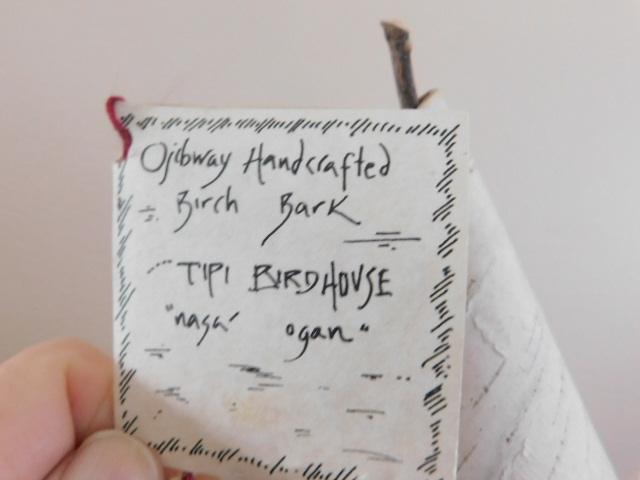 Ojibway Handcrafted
Birch Bark
TIPI BIRDHOUSE
"nasa' ogan"